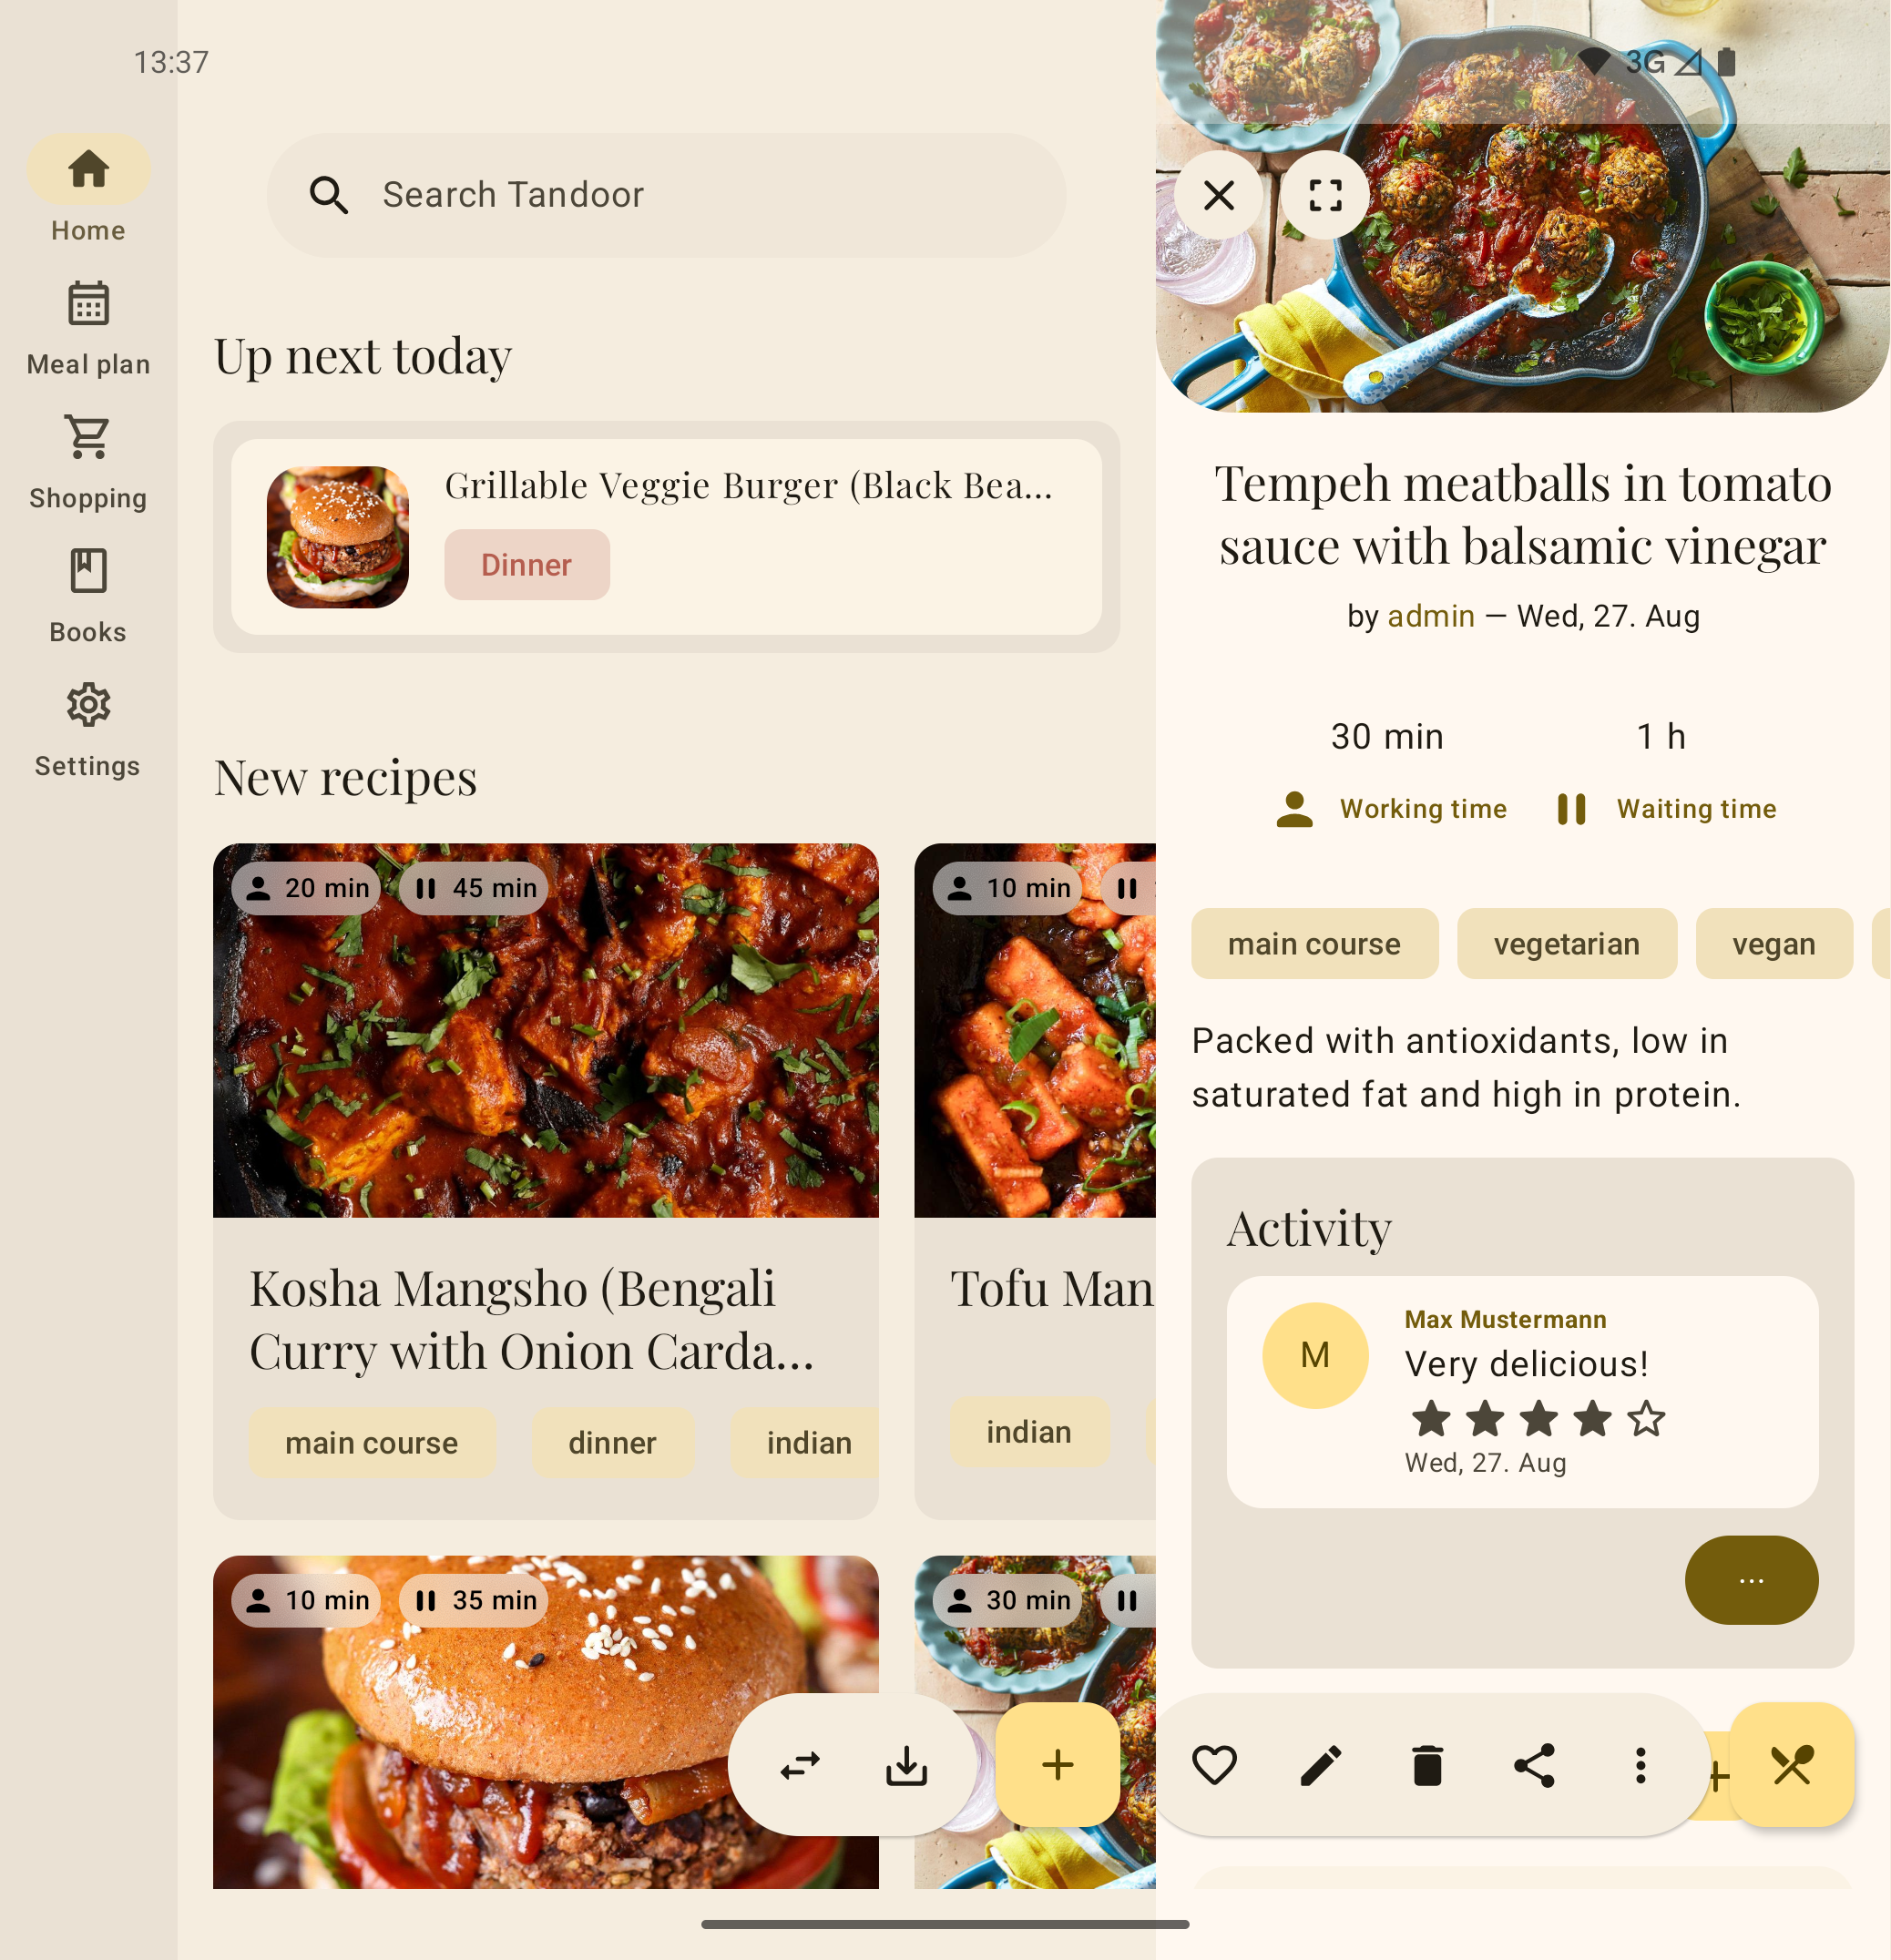 13:37
3G
Home
Meal plan
Shopping
Books
Settings
Search Tandoor
Up next today
Grillable Veggie Burger (Black Bea...
Dinner
New recipes
20 min
45 min
Kosha Mangsho (Bengali
Curry with Onion Carda...
main course
dinner
indian
10 min
Tofu Man
indian
10 min
35 min
30 min
Tempeh meatballs in tomato
sauce with balsamic vinegar
by admin — Wed, 27. Aug
30 min
1 h
Working time
Waiting time
main course
vegetarian
vegan
Packed with antioxidants, low in
saturated fat and high in protein.
Activity
M
Max Mustermann
Very delicious!
Wed, 27. Aug
...